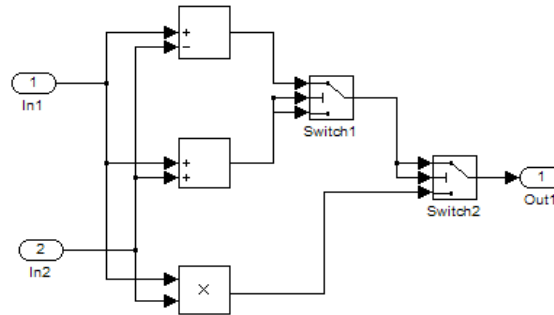 +
−
1
In1
Switch1
+
+
1
Out1
Switch2
2
In2
×